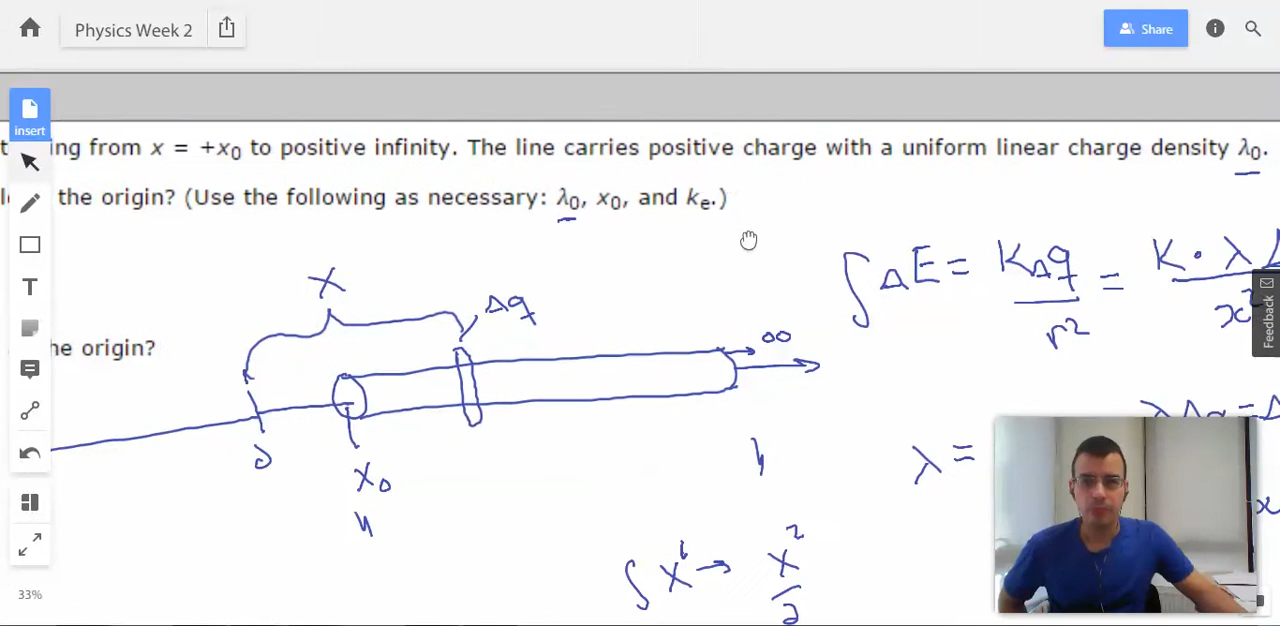 Physics Week 2
Share
insert
ing from x = +x₀ to positive infinity. The line carries positive charge with a uniform linear charge density λ₀.
the origin? (Use the following as necessary: λ₀, x₀, and kₑ.)
he origin?
X
Δq
∞
0
X₀
∫ΔE = KΔq / r² = K · λ / x²
λ =
∫ x → x² / 2
T
Feedback
33%